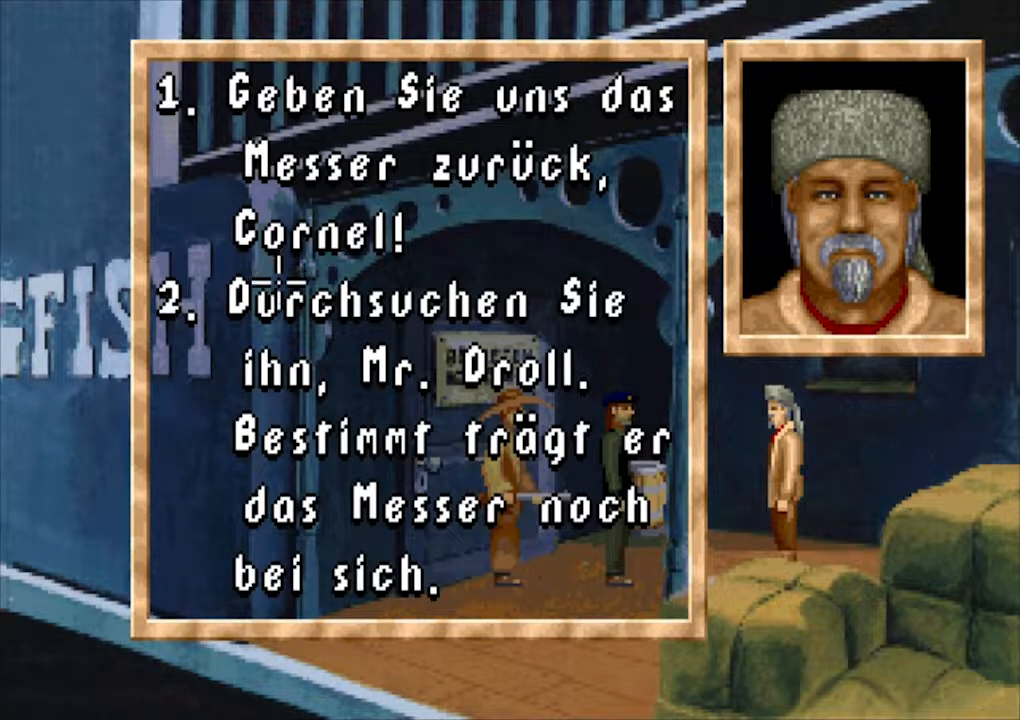 1. Geben Sie uns das
Messer zurück,
Cornel!
2. Durchsuchen Sie
ihn, Mr. Droll.
Bestimmt trägt er
das Messer noch
bei sich.
GFISH